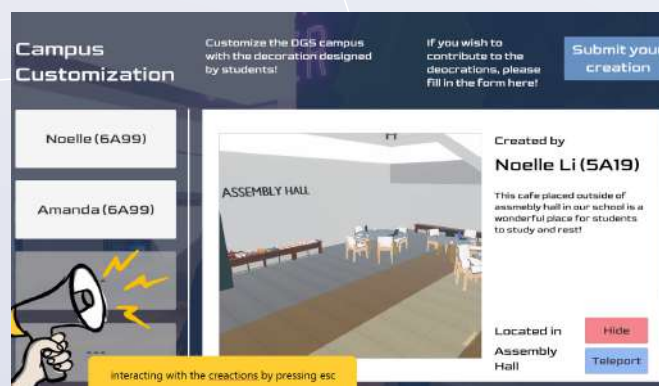 Campus
Customization
Customize the DGS campus
with the decoration designed
by students!
If you wish to
contribute to the
deocrations, please
fill in the form here!
Submit your
creation
Noelle (6A99)
Amanda (6A99)
...
ASSEMBLY HALL
Created by
Noelle Li (5A19)
This cafe placed outside of
assmebly hall in our school is a
wonderful place for students
to study and rest!
Located in
Assembly
Hall
Hide
Teleport
interacting with the creactions by pressing esc